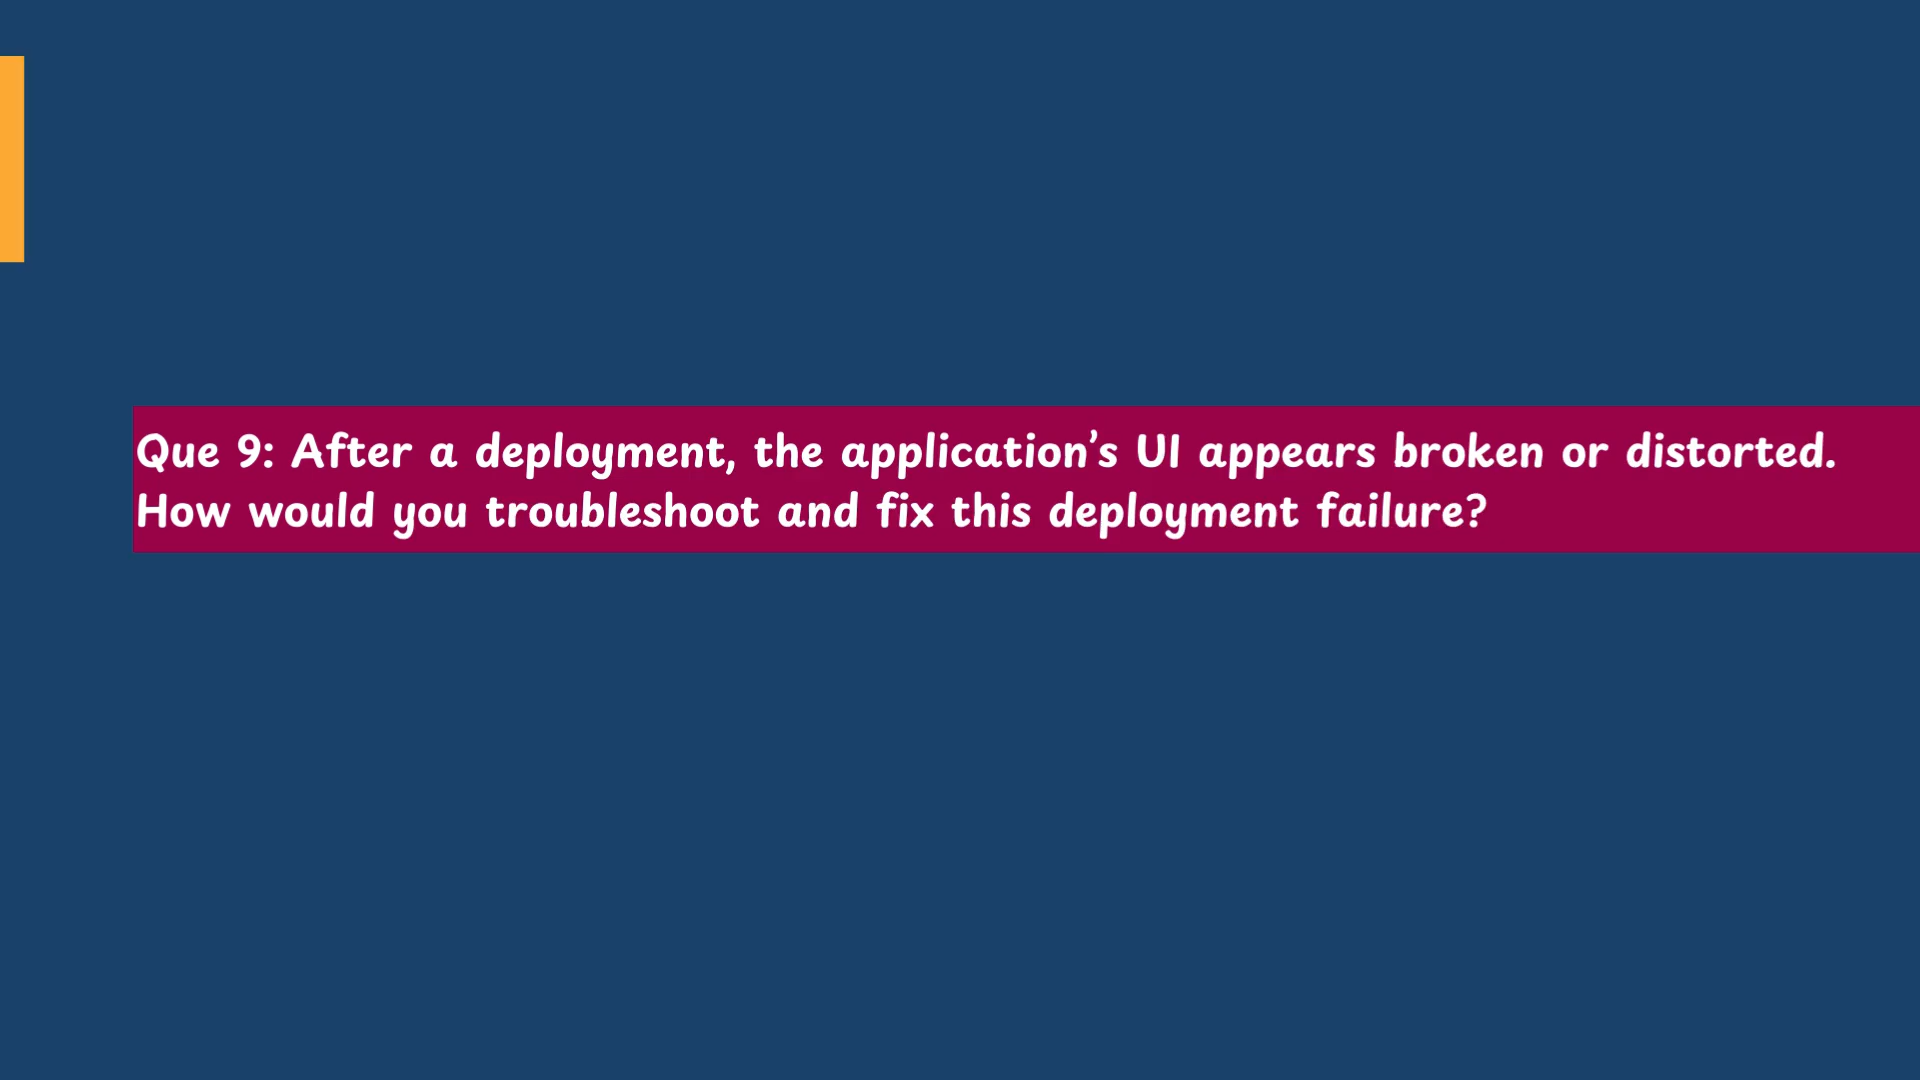 Que 9: After a deployment, the application’s UI appears broken or distorted.
How would you troubleshoot and fix this deployment failure?